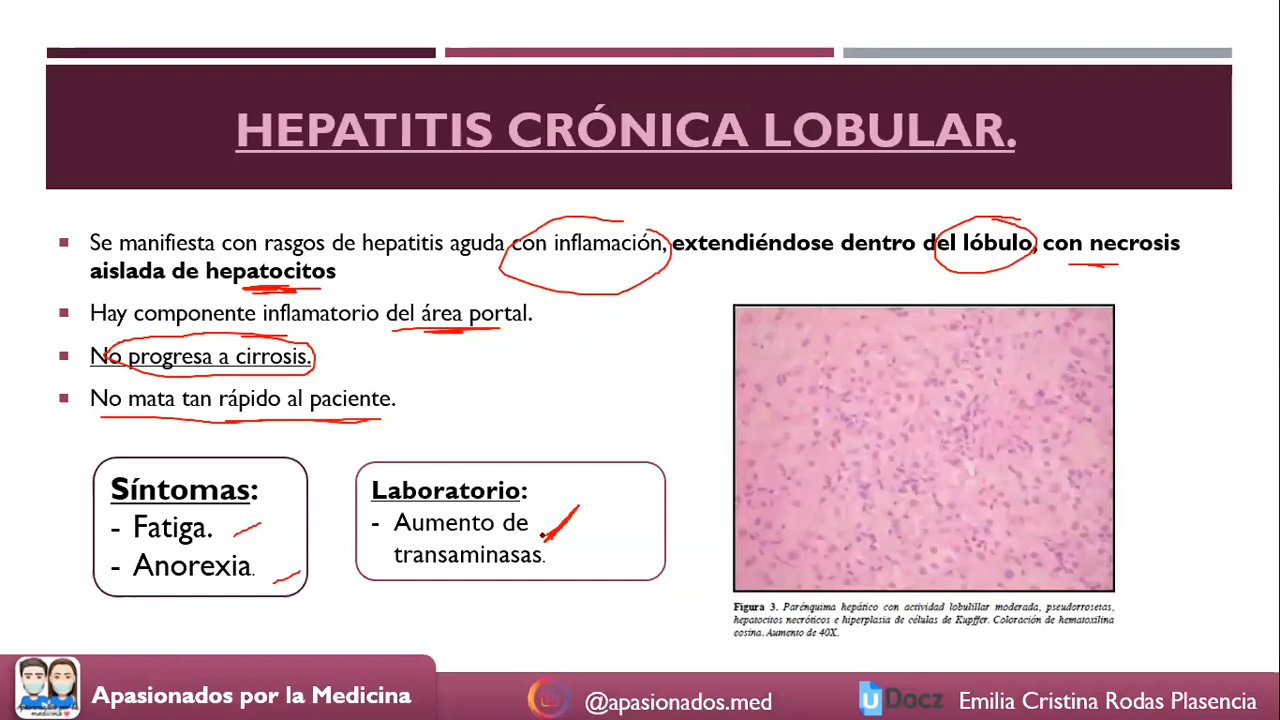 HEPATITIS CRÓNICA LOBULAR.
Se manifiesta con rasgos de hepatitis aguda con inflamación, extendiéndose dentro del lóbulo, con necrosis
aislada de hepatocitos
Hay componente inflamatorio del área portal.
No progresa a cirrosis.
No mata tan rápido al paciente.
Síntomas:
- Fatiga.
- Anorexia.
Laboratorio:
- Aumento de
transaminasas.
Figura 3. Parénquima hepático con actividad lobulillar moderada, pseudorrosetas,
hepatocitos necróticos e hiperplasia de células de Kupffer. Coloración de hematoxilina
eosina. Aumento de 40X.
Apasionados por la Medicina
@apasionados.med
uDocz
Emilia Cristina Rodas Plasencia